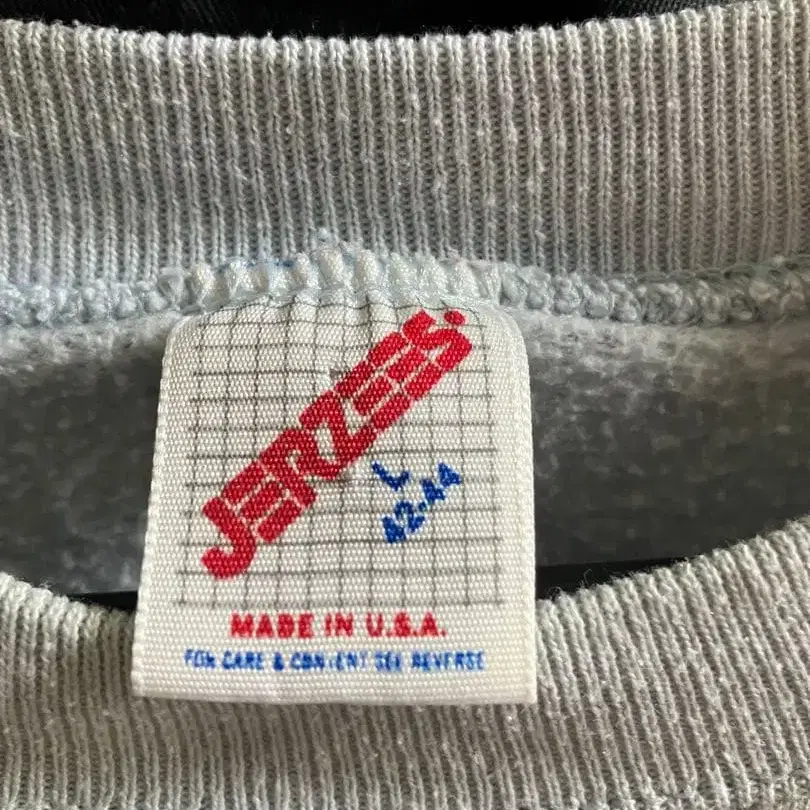 JERZEES.
L
42-44
MADE IN U.S.A.
FOR CARE & CONTENT SEE REVERSE